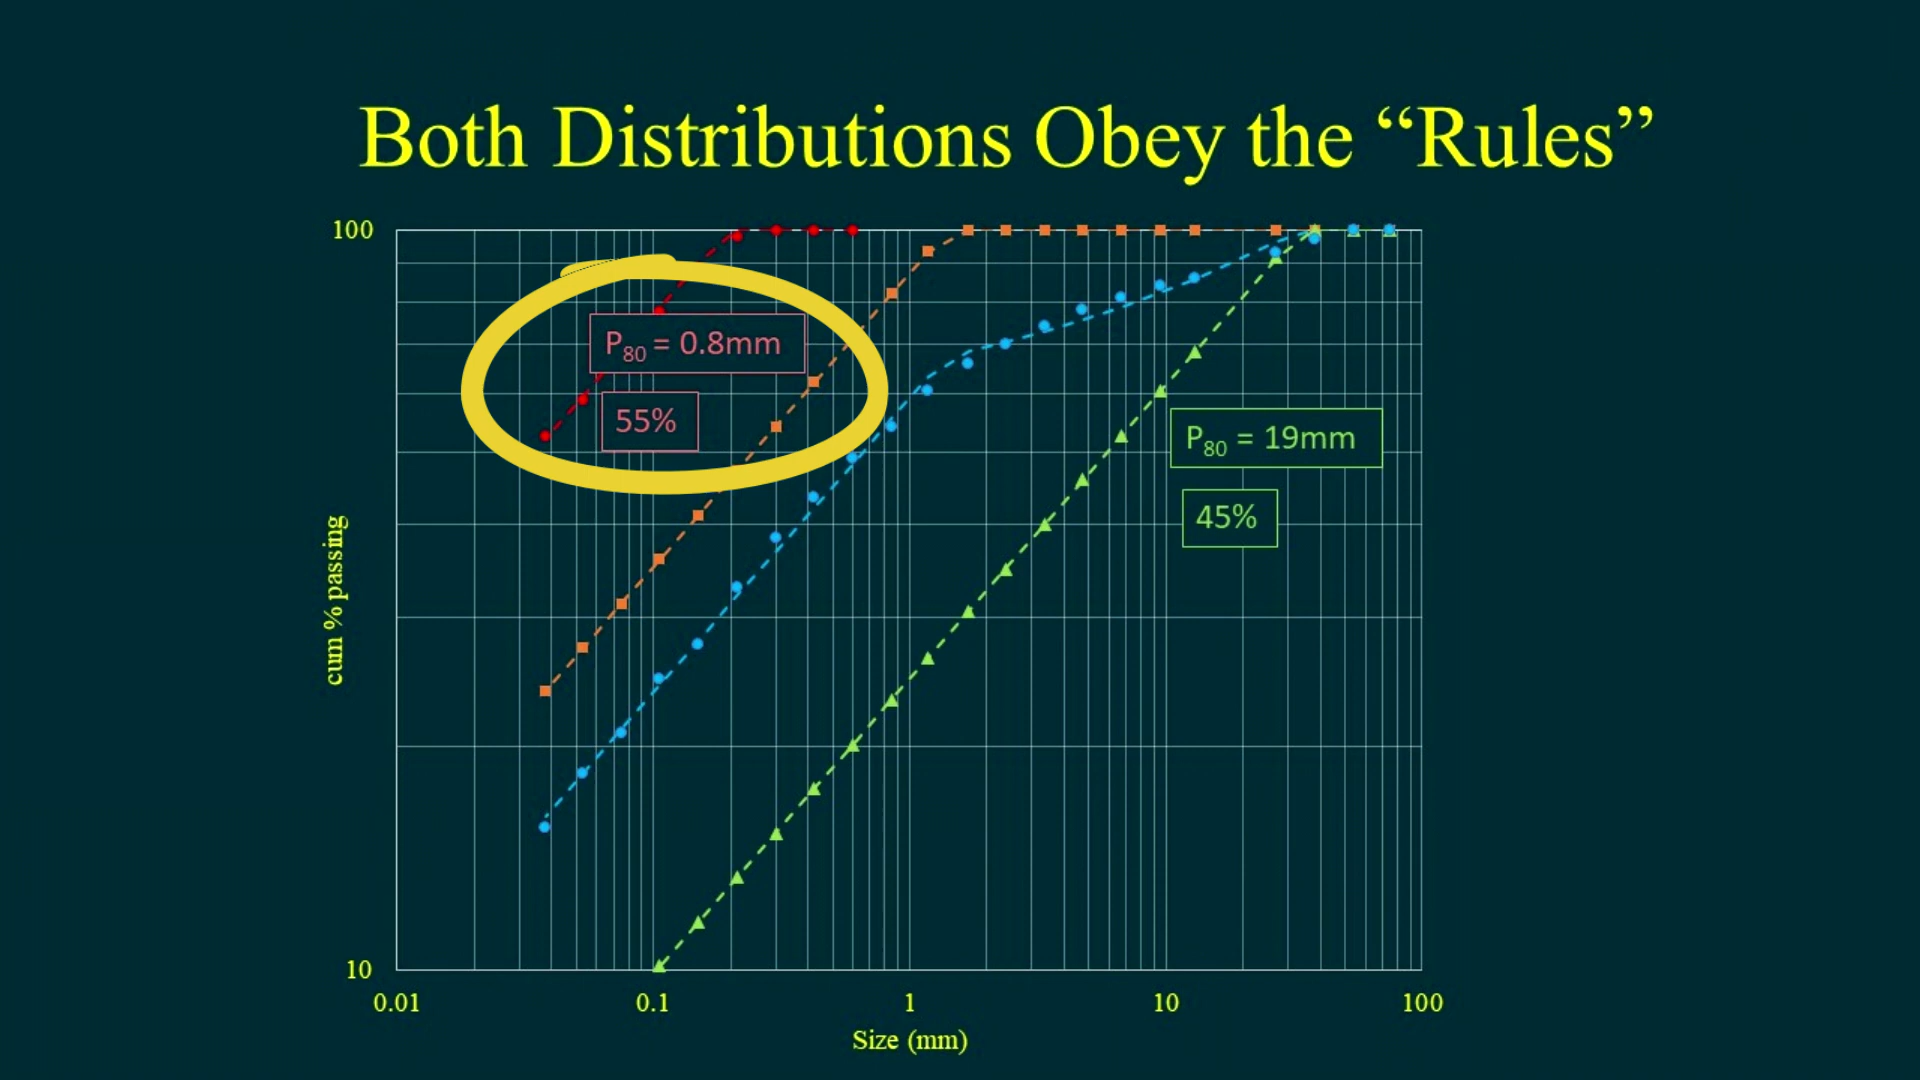 Both Distributions Obey the “Rules”
100
P80 = 0.8mm
55%
P80 = 19mm
45%
cum % passing
10
0.01 0.1 1 10 100
Size (mm)